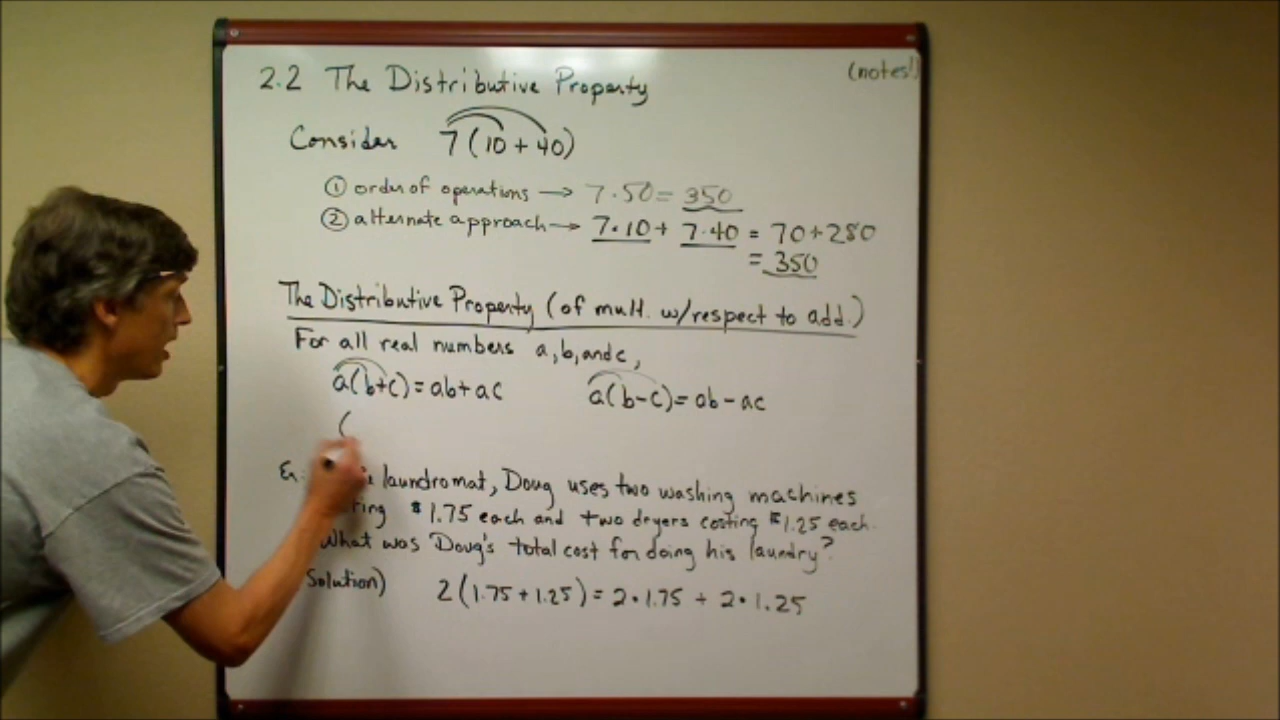 (notes!)
2.2 The Distributive Property
Consider 7(10+40)
① order of operations → 7·50 = 350
② alternate approach → 7·10 + 7·40 = 70+280
= 350
The Distributive Property (of mult. w/respect to add.)
For all real numbers a, b, and c,
a(b+c) = ab+ac a(b-c) = ab-ac
(
laundromat, Doug uses two washing machines
$1.75 each and two dryers costing $1.25 each.
What was Doug's total cost for doing his laundry?
Solution) 2(1.75+1.25) = 2·1.75 + 2·1.25